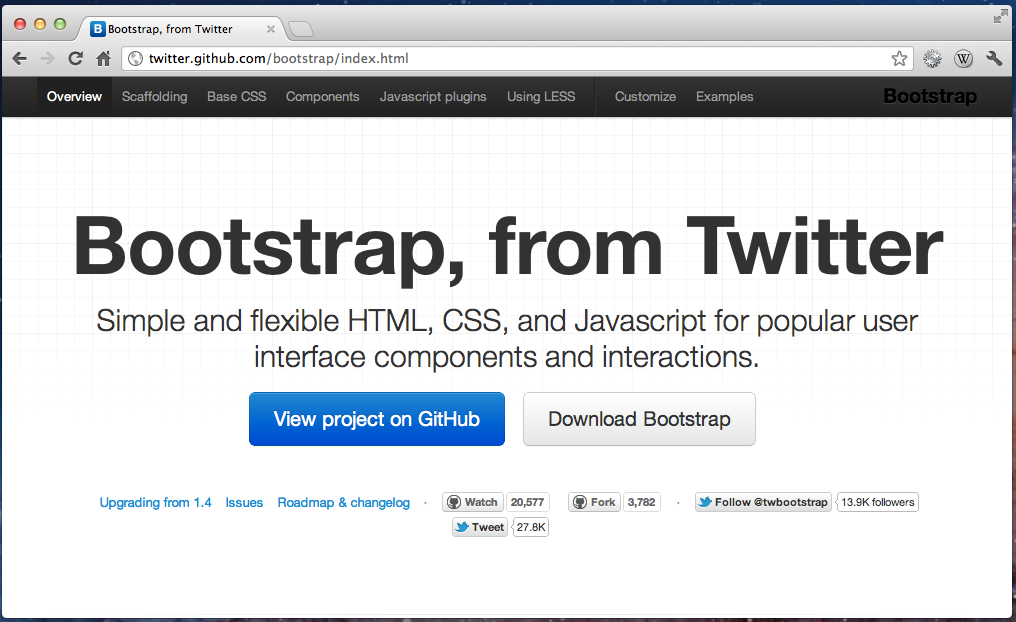 Bootstrap, from Twitter
twitter.github.com/bootstrap/index.html
W
Overview Scaffolding Base CSS Components Javascript plugins Using LESS Customize Examples Bootstrap
Bootstrap, from Twitter
Simple and flexible HTML, CSS, and Javascript for popular user
interface components and interactions.
View project on GitHub Download Bootstrap
Upgrading from 1.4 Issues Roadmap & changelog · Watch 20,577 Fork 3,782 · Follow @twbootstrap 13.9K followers
Tweet 27.8K